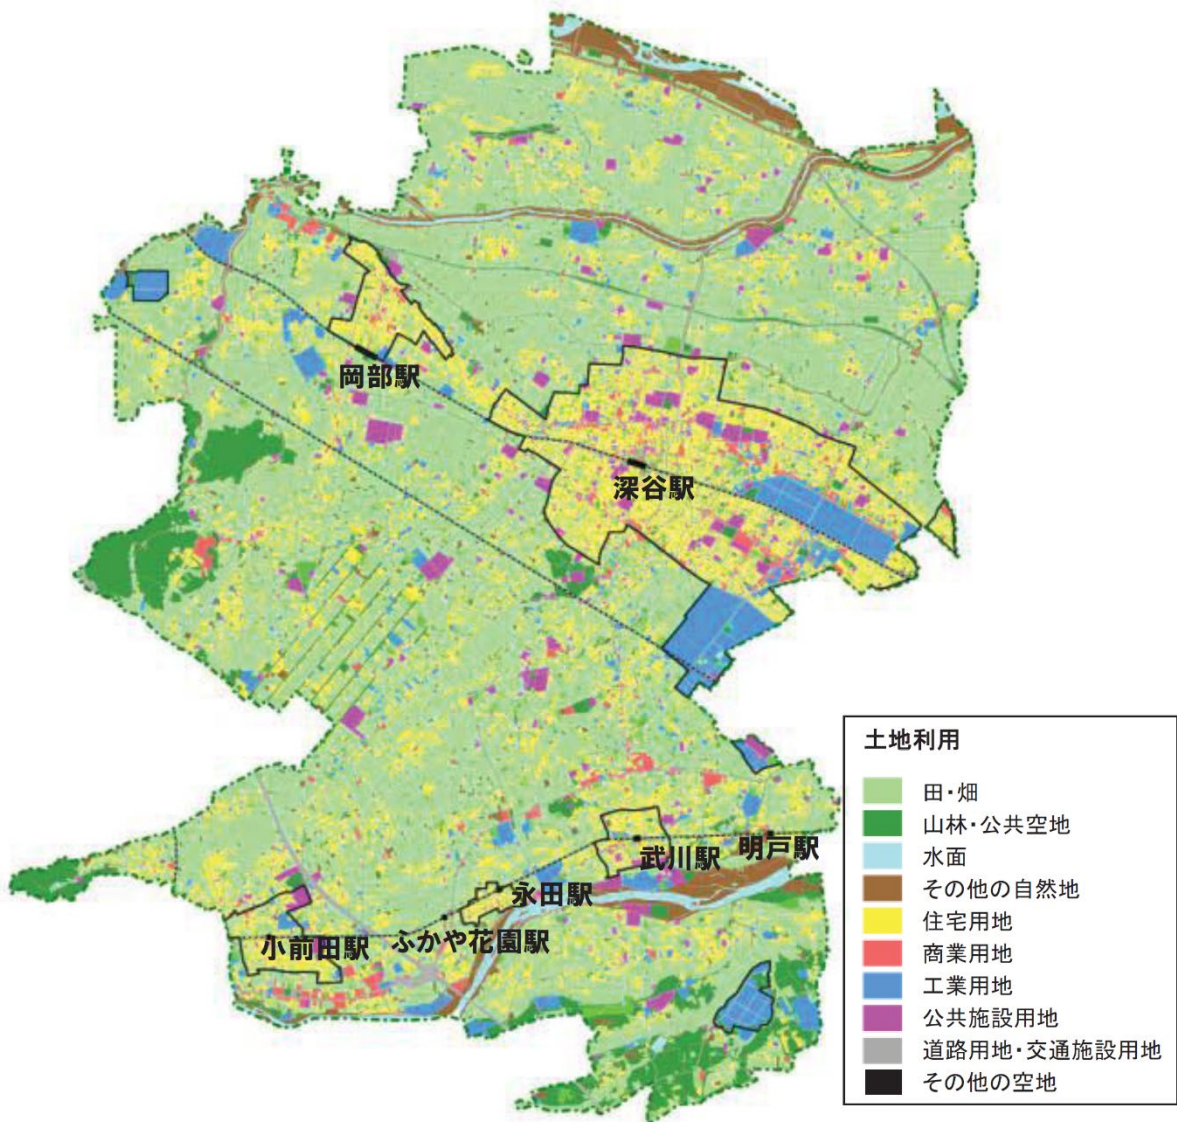 岡部駅
深谷駅
武川駅
明戸駅
永田駅
ふかや花園駅
小前田駅
土地利用
田・畑
山林・公共空地
水面
その他の自然地
住宅用地
商業用地
工業用地
公共施設用地
道路用地・交通施設用地
その他の空地